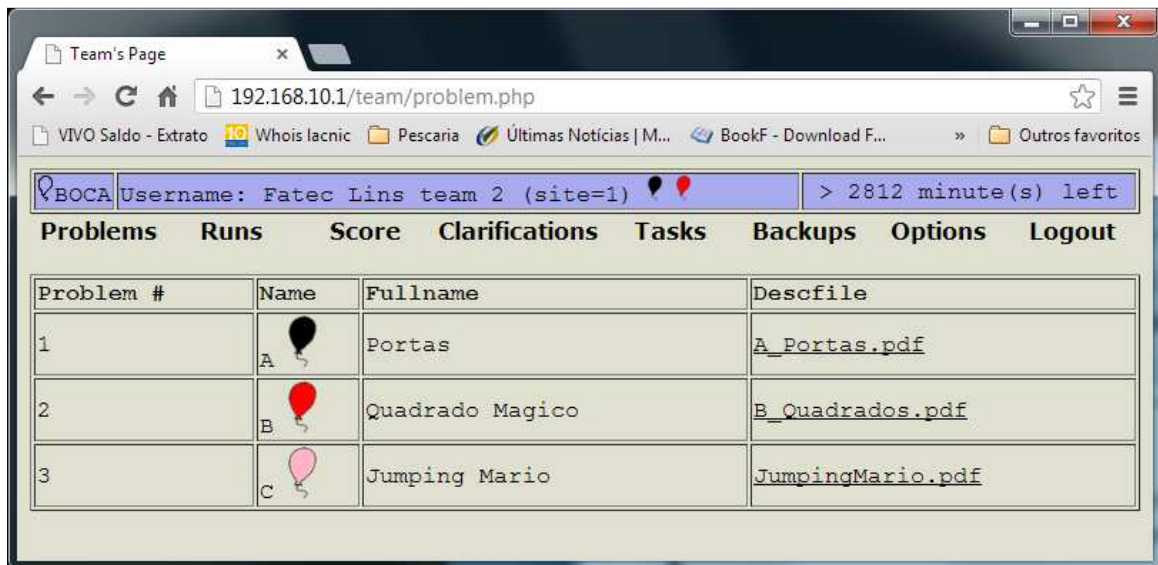 Team's Page
192.168.10.1/team/problem.php
VIVO Saldo - Extrato Whois lacnic Pescaria Últimas Notícias | M... BookF - Download F... » Outros favoritos
BOCA Username: Fatec Lins team 2 (site=1) > 2812 minute(s) left
Problems Runs Score Clarifications Tasks Backups Options Logout
Problem # Name Fullname Descfile
1 A Portas A_Portas.pdf
2 B Quadrado Magico B_Quadrados.pdf
3 C Jumping Mario JumpingMario.pdf